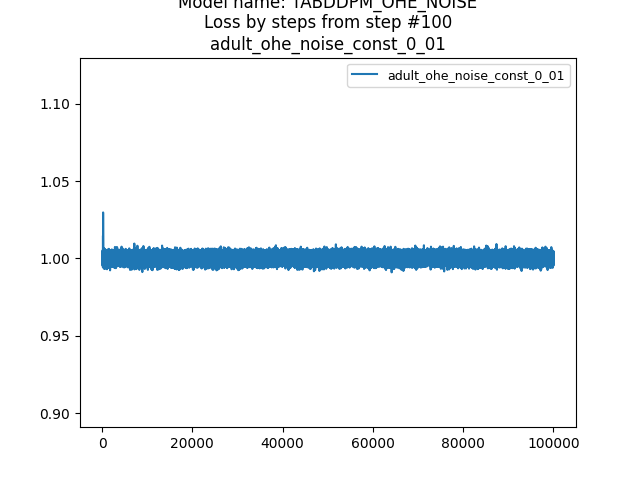 Model name: TABDDPM_OHE_NOISE
Loss by steps from step #100
adult_ohe_noise_const_0_01
adult_ohe_noise_const_0_01
1.10
1.05
1.00
0.95
0.90
0 20000 40000 60000 80000 100000